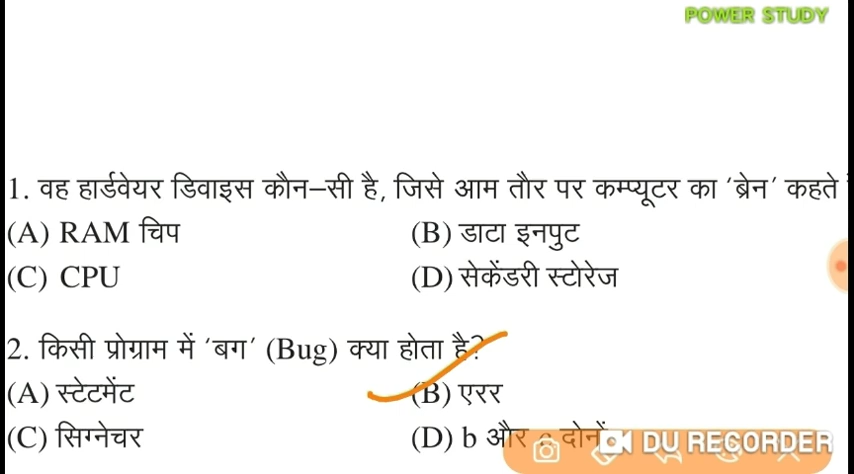 POWER STUDY
1. वह हार्डवेयर डिवाइस कौन–सी है, जिसे आम तौर पर कम्प्यूटर का ′ब्रेन′ कहते
(A) RAM चिप (B) डाटा इनपुट
(C) CPU (D) सेकेंडरी स्टोरेज
2. किसी प्रोग्राम में ′बग′ (Bug) क्या होता है?
(A) स्टेटमेंट (B) एरर
(C) सिग्नेचर (D) b और दोनों
DU RECORDER